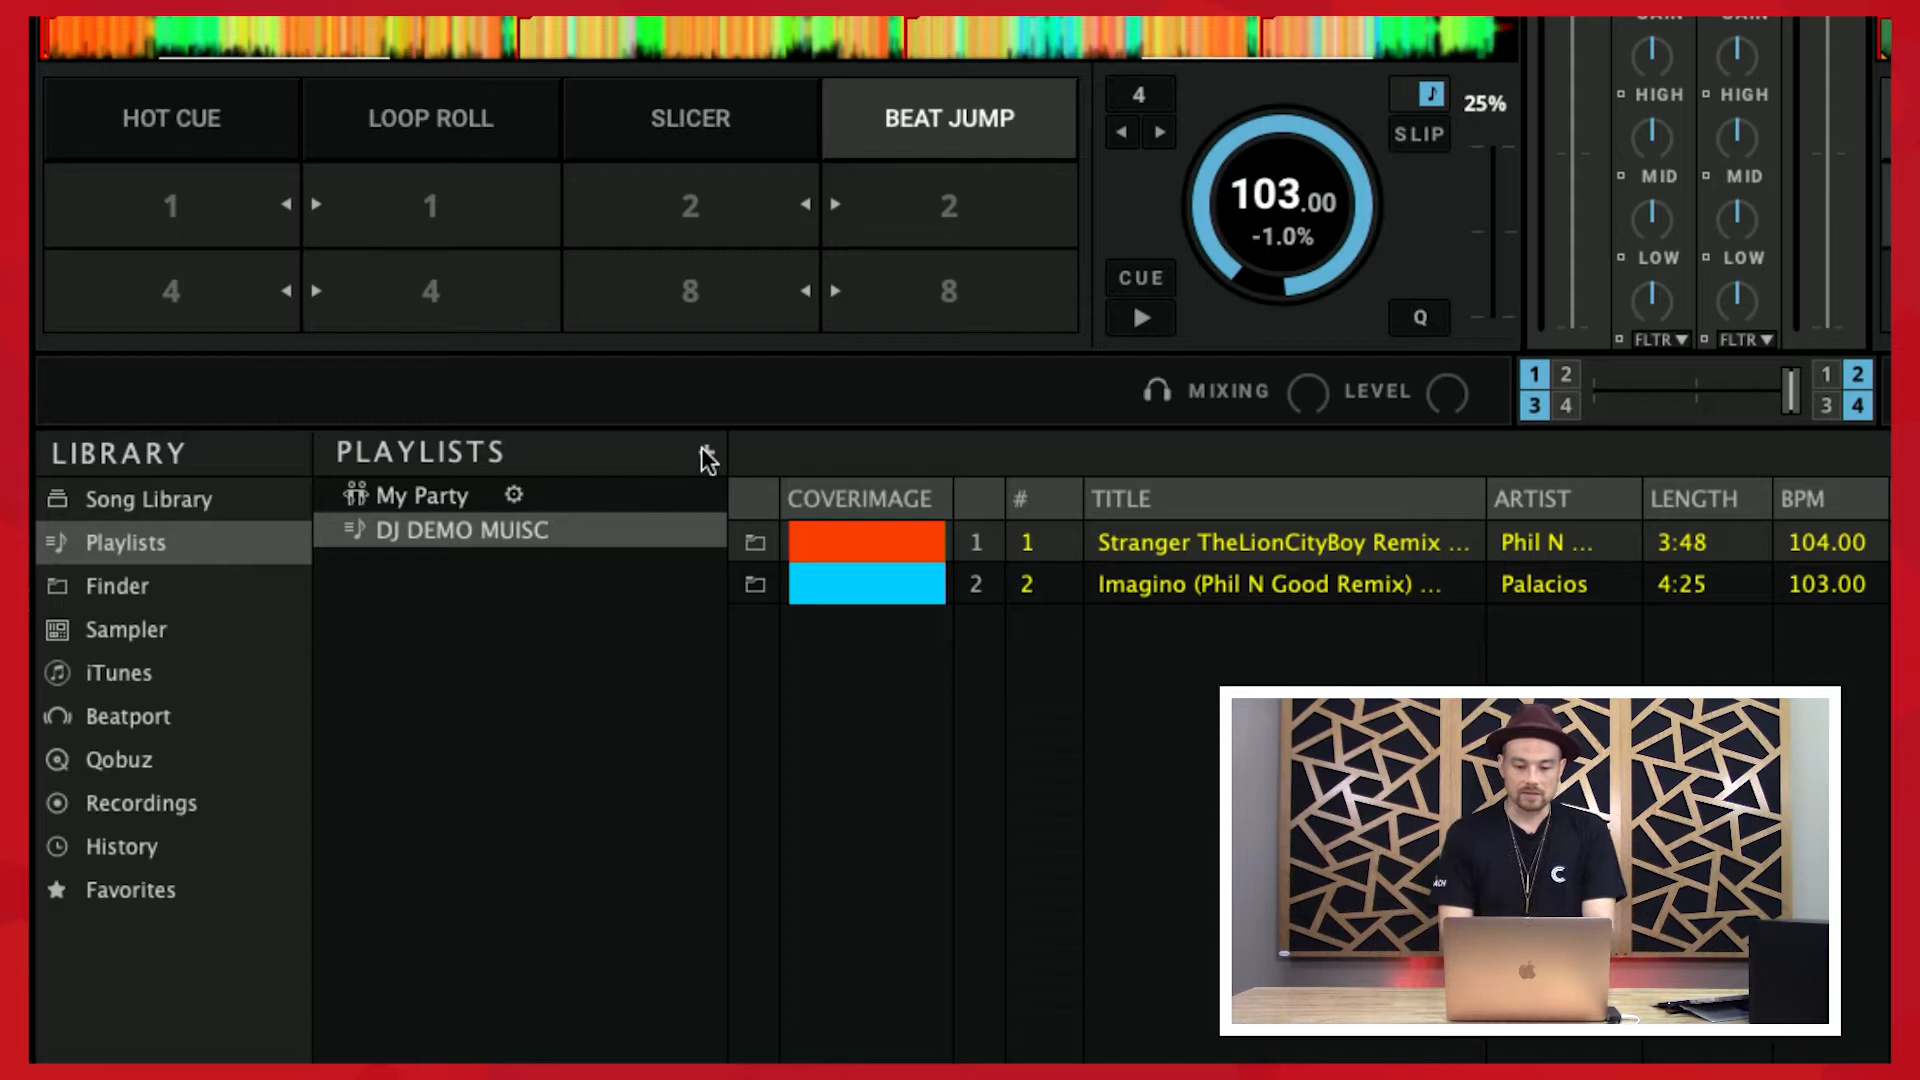 GAIN GAIN
HOT CUE LOOP ROLL SLICER BEAT JUMP
4
25%
SLIP
HIGH HIGH
1 1 2 2
103.00
-1.0%
MID MID
4 4 8 8
CUE
LOW LOW
Q
FLTR FLTR
MIXING LEVEL
1 2
3 4
1 2
3 4
LIBRARY
Song Library
Playlists
Finder
Sampler
iTunes
Beatport
Qobuz
Recordings
History
Favorites
PLAYLISTS
My Party
DJ DEMO MUISC
COVERIMAGE # TITLE ARTIST LENGTH BPM
1 1 Stranger TheLionCityBoy Remix ... Phil N ... 3:48 104.00
2 2 Imagino (Phil N Good Remix) ... Palacios 4:25 103.00
C